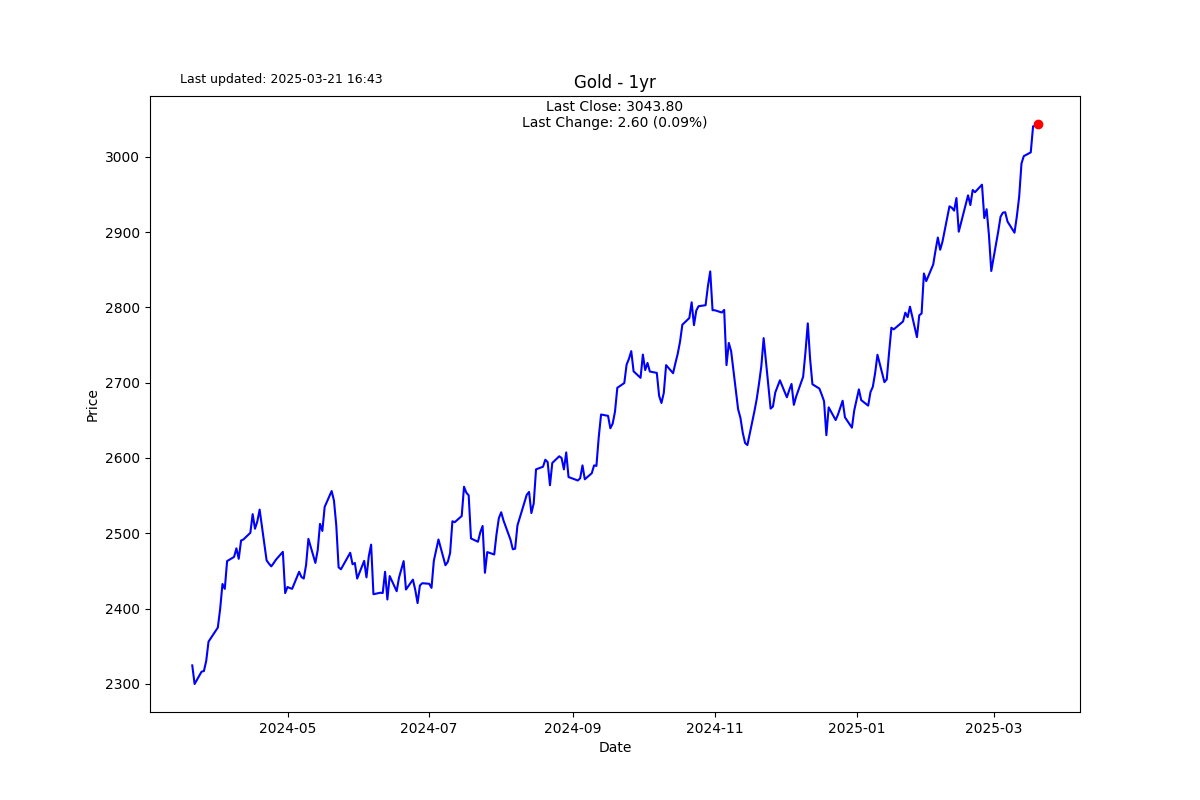 Last updated: 2025-03-21 16:43
Gold - 1yr
Last Close: 3043.80
Last Change: 2.60 (0.09%)
Price
3000
2900
2800
2700
2600
2500
2400
2300
2024-05
2024-07
2024-09
2024-11
2025-01
2025-03
Date